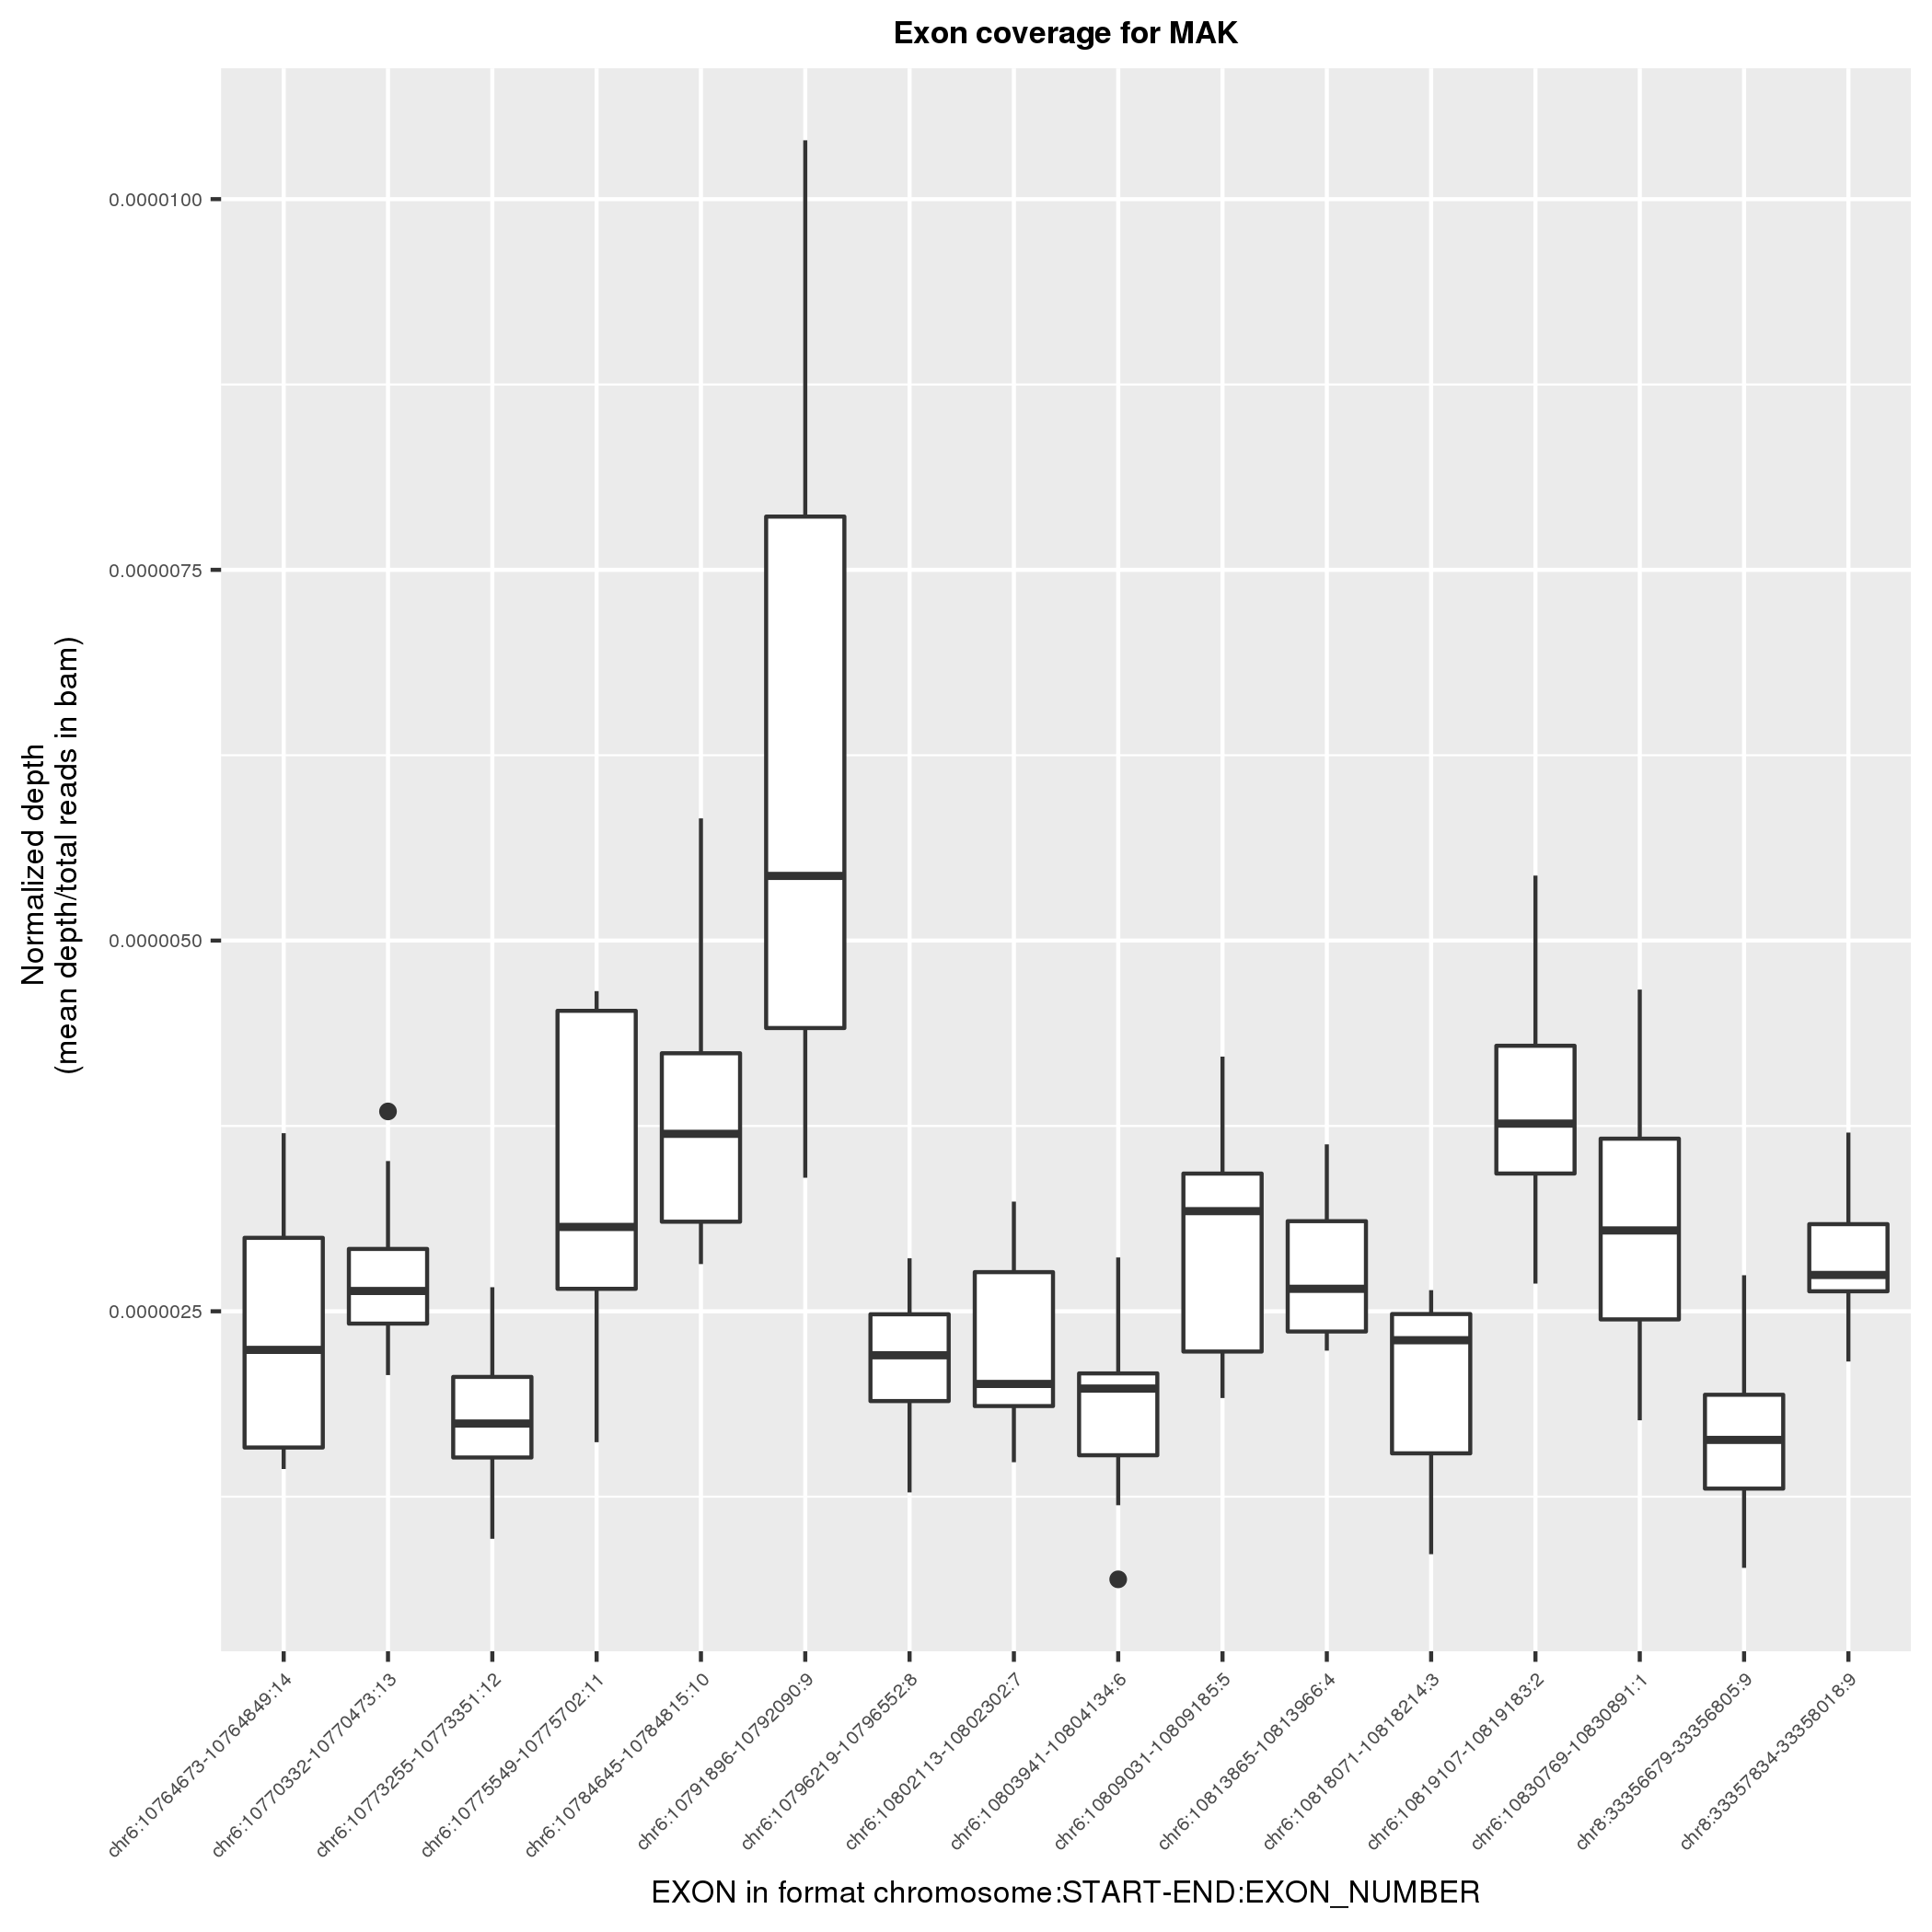 Exon coverage for MAK
Normalized depth
(mean depth/total reads in bam)
0.0000100
0.0000075
0.0000050
0.0000025
chr6:10764673-10764849:14
chr6:10770332-10770473:13
chr6:10773255-10773351:12
chr6:10775549-10775702:11
chr6:10784645-10784815:10
chr6:10791896-10792090:9
chr6:10796219-10796552:8
chr6:10802113-10802302:7
chr6:10803941-10804134:6
chr6:10809031-10809185:5
chr6:10813865-10813966:4
chr6:10818071-10818214:3
chr6:10819107-10819183:2
chr6:10830769-10830891:1
chr8:33356679-33356805:9
chr8:33357834-33358018:9
EXON in format chromosome:START-END:EXON_NUMBER